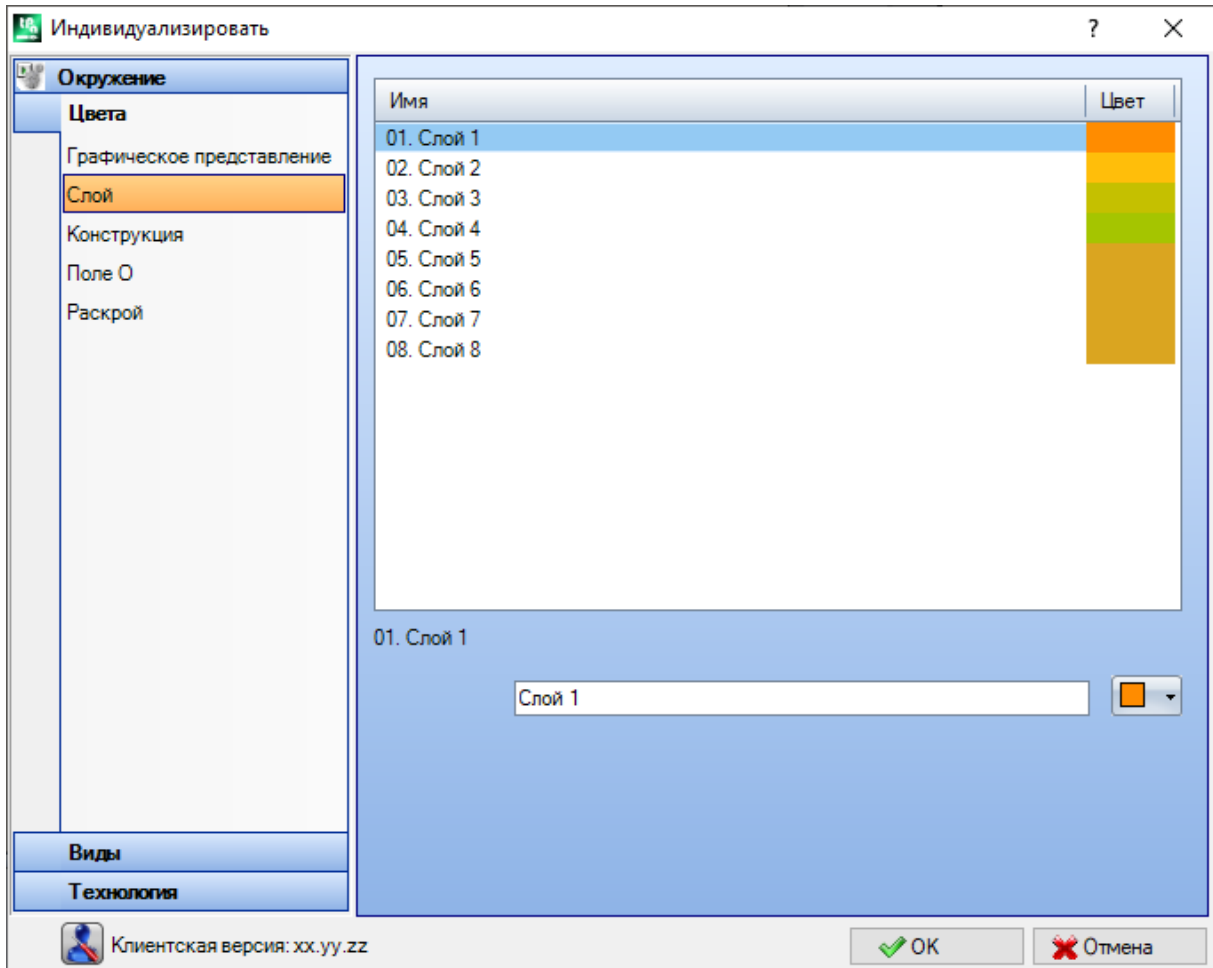 Индивидуализировать
?
Окружение
Цвета
Графическое представление
Слой
Конструкция
Поле О
Раскрой
Виды
Технология
Имя Цвет
01. Слой 1
02. Слой 2
03. Слой 3
04. Слой 4
05. Слой 5
06. Слой 6
07. Слой 7
08. Слой 8
01. Слой 1
Слой 1
Клиентская версия: xx.yy.zz
OK
Отмена